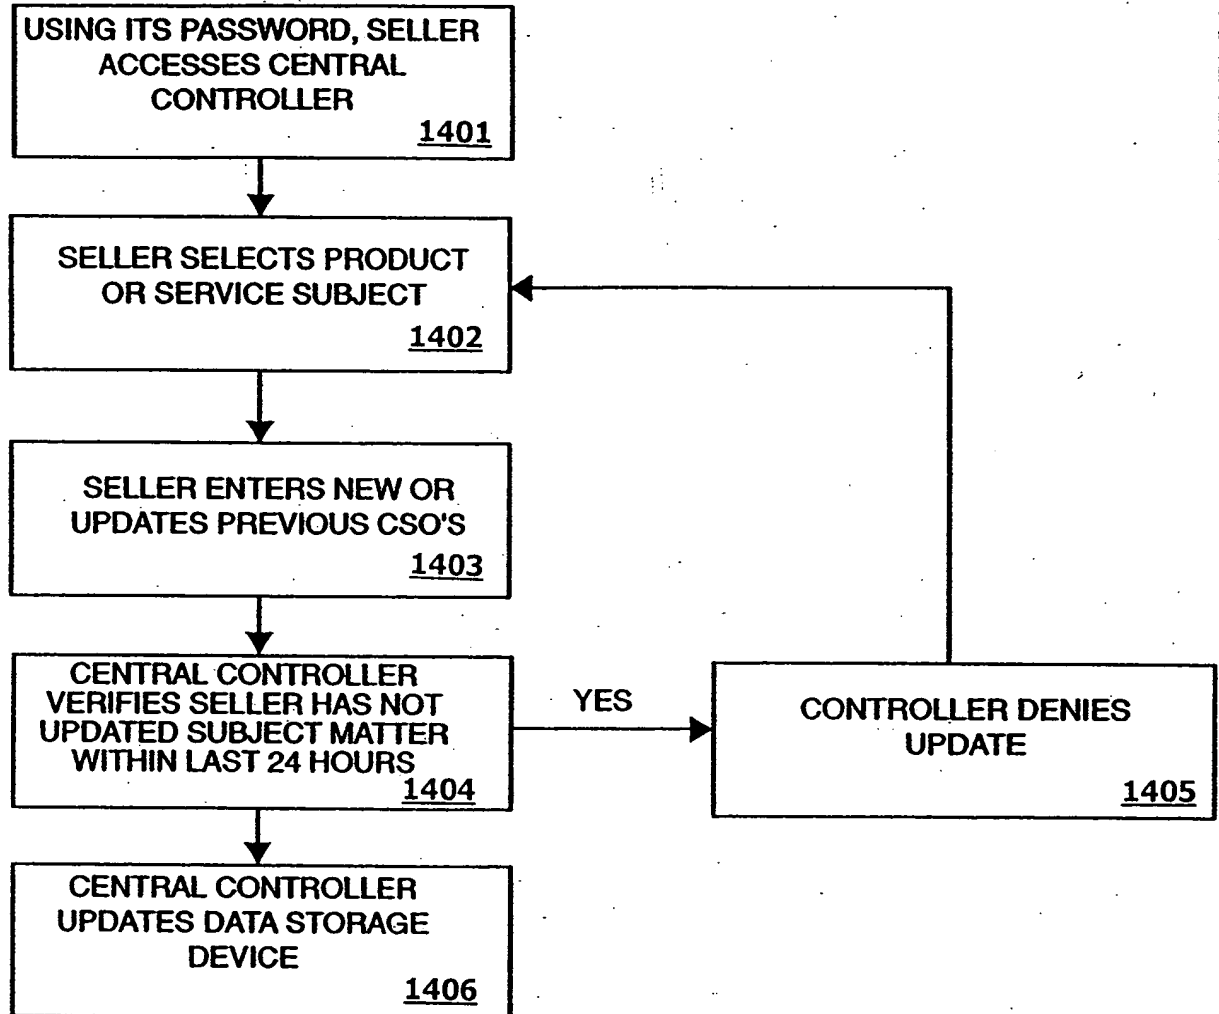 USING ITS PASSWORD, SELLER
ACCESSES CENTRAL
CONTROLLER
1401
SELLER SELECTS PRODUCT
OR SERVICE SUBJECT
1402
SELLER ENTERS NEW OR
UPDATES PREVIOUS CSO'S
1403
CENTRAL CONTROLLER
VERIFIES SELLER HAS NOT
UPDATED SUBJECT MATTER
WITHIN LAST 24 HOURS
1404
YES
CONTROLLER DENIES
UPDATE
1405
CENTRAL CONTROLLER
UPDATES DATA STORAGE
DEVICE
1406